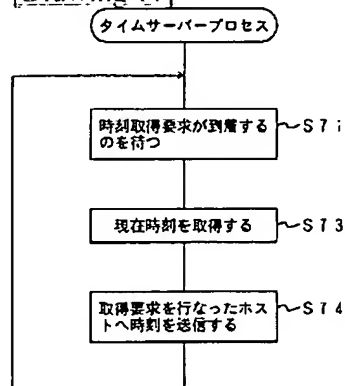 タイムサーバープロセス
時刻取得要求が到着する
のを待つ
S7i
現在時刻を取得する
S73
取得要求を行なったホス
トへ時刻を送信する
S74